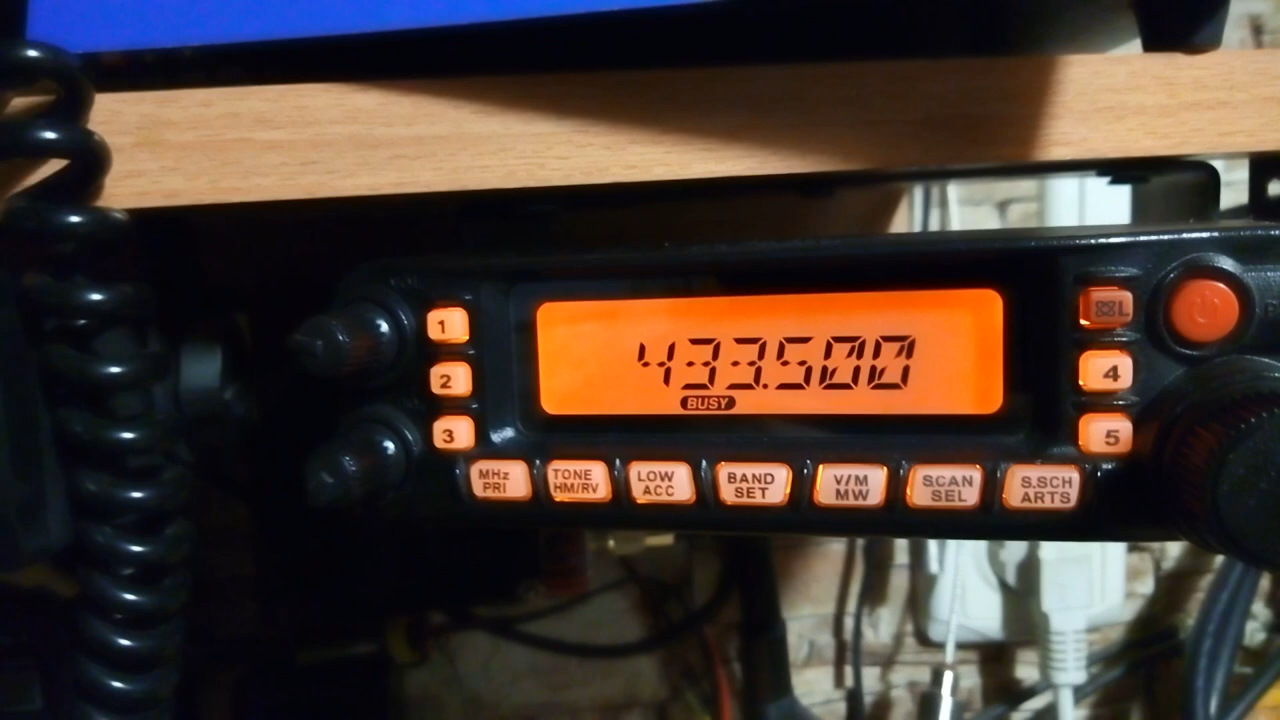 1
2
3
433.500
BUSY
L
4
5
MHz
PRI
TONE
HM/RV
LOW
ACC
BAND
SET
V/M
MW
SCAN
SEL
S.SCH
ARTS